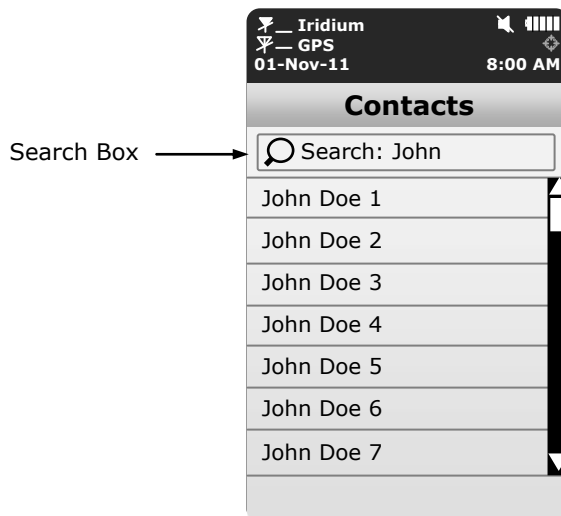 Iridium
GPS
01-Nov-11 8:00 AM
Contacts
Search Box
Search: John
John Doe 1
John Doe 2
John Doe 3
John Doe 4
John Doe 5
John Doe 6
John Doe 7